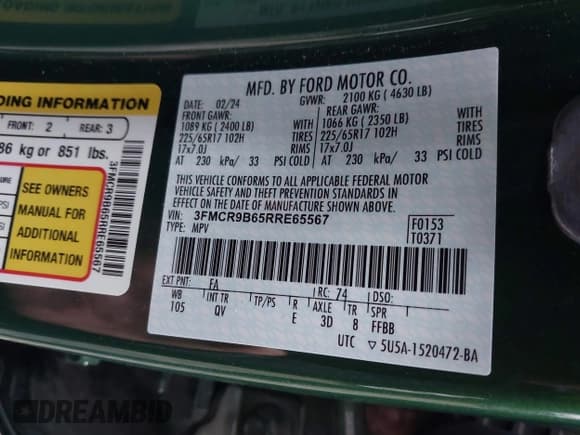 DING INFORMATION
FRONT: 2 REAR: 3
86 kg or 851 lbs.
SEE OWNERS
MANUAL FOR
ADDITIONAL
INFORMATION
3FMCR9B65RRE65567
MFD. BY FORD MOTOR CO.
DATE: 02/24 GVWR: 2100 KG ( 4630 LB)
FRONT GAWR: REAR GAWR:
1089 KG ( 2400 LB) WITH 1066 KG ( 2350 LB) WITH
225/65R17 102H TIRES 225/65R17 102H TIRES
17x7.0J RIMS 17x7.0J RIMS
AT 230 kPa/ 33 PSI COLD AT 230 kPa/ 33 PSI COLD
THIS VEHICLE CONFORMS TO ALL APPLICABLE FEDERAL MOTOR
VEHICLE SAFETY AND THEFT PREVENTION STANDARDS IN EFFECT
ON THE DATE OF MANUFACTURE SHOWN ABOVE.
VIN: 3FMCR9B65RRE65567 F0153
TYPE: MPV T0371
EXT PNT: FA RC: 74 DSO:
WB INT TR TP/PS R AXLE TR SPR
105 QV E 3D 8 FFBB
UTC ▽ 5U5A-1520472-BA
DREAMBID